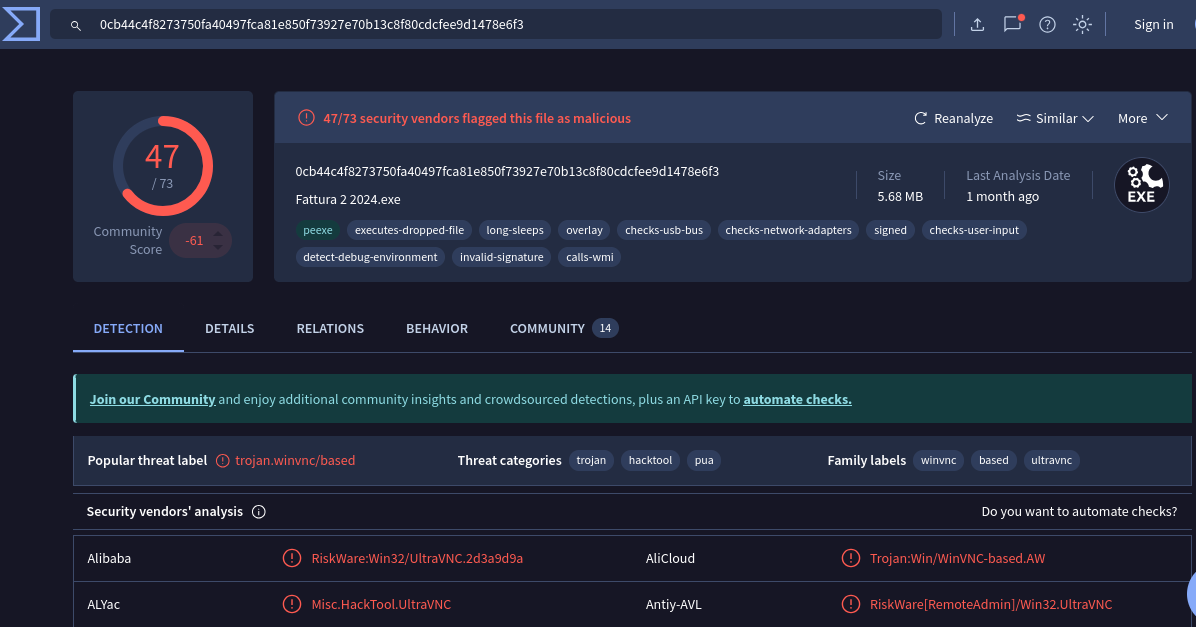 0cb44c4f8273750fa40497fca81e850f73927e70b13c8f80cdcfee9d1478e6f3
Sign in
47
/ 73
Community Score
-61
47/73 security vendors flagged this file as malicious
Reanalyze
Similar
More
0cb44c4f8273750fa40497fca81e850f73927e70b13c8f80cdcfee9d1478e6f3
Fattura 2 2024.exe
Size
5.68 MB
Last Analysis Date
1 month ago
EXE
peexe executes-dropped-file long-sleeps overlay checks-usb-bus checks-network-adapters signed checks-user-input
detect-debug-environment invalid-signature calls-wmi
DETECTION DETAILS RELATIONS BEHAVIOR COMMUNITY 14
Join our Community and enjoy additional community insights and crowdsourced detections, plus an API key to automate checks.
Popular threat label trojan.winvnc/based Threat categories trojan hacktool pua Family labels winvnc based ultravnc
Security vendors' analysis Do you want to automate checks?
Alibaba RiskWare:Win32/UltraVNC.2d3a9d9a AliCloud Trojan:Win/WinVNC-based.AW
ALYac Misc.HackTool.UltraVNC Antiy-AVL RiskWare[RemoteAdmin]/Win32.UltraVNC